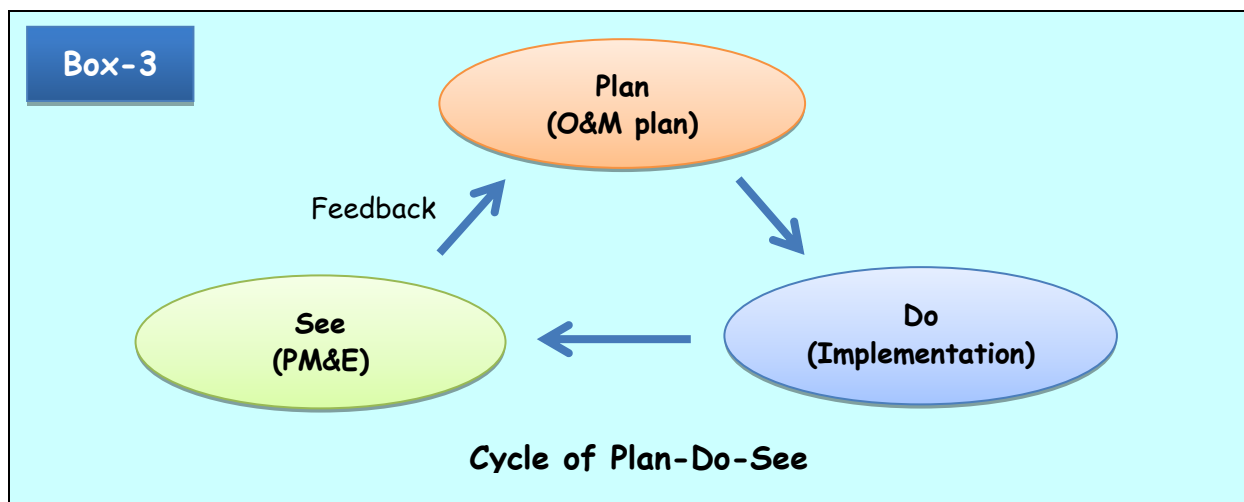 Box-3
Plan
(O&M plan)
Feedback
See
(PM&E)
Do
(Implementation)
Cycle of Plan-Do-See